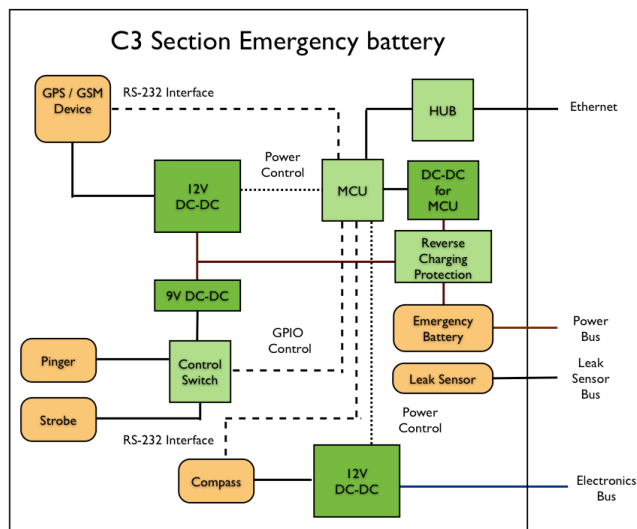 C3 Section Emergency battery
GPS / GSM
Device
RS-232 Interface
HUB
Ethernet
Power
Control
12V
DC-DC
MCU
DC-DC
for
MCU
Reverse
Charging
Protection
9V DC-DC
Emergency
Battery
Power
Bus
GPIO
Control
Pinger
Control
Switch
Leak Sensor
Leak
Sensor
Bus
Strobe
Power
Control
RS-232 Interface
Compass
12V
DC-DC
Electronics
Bus